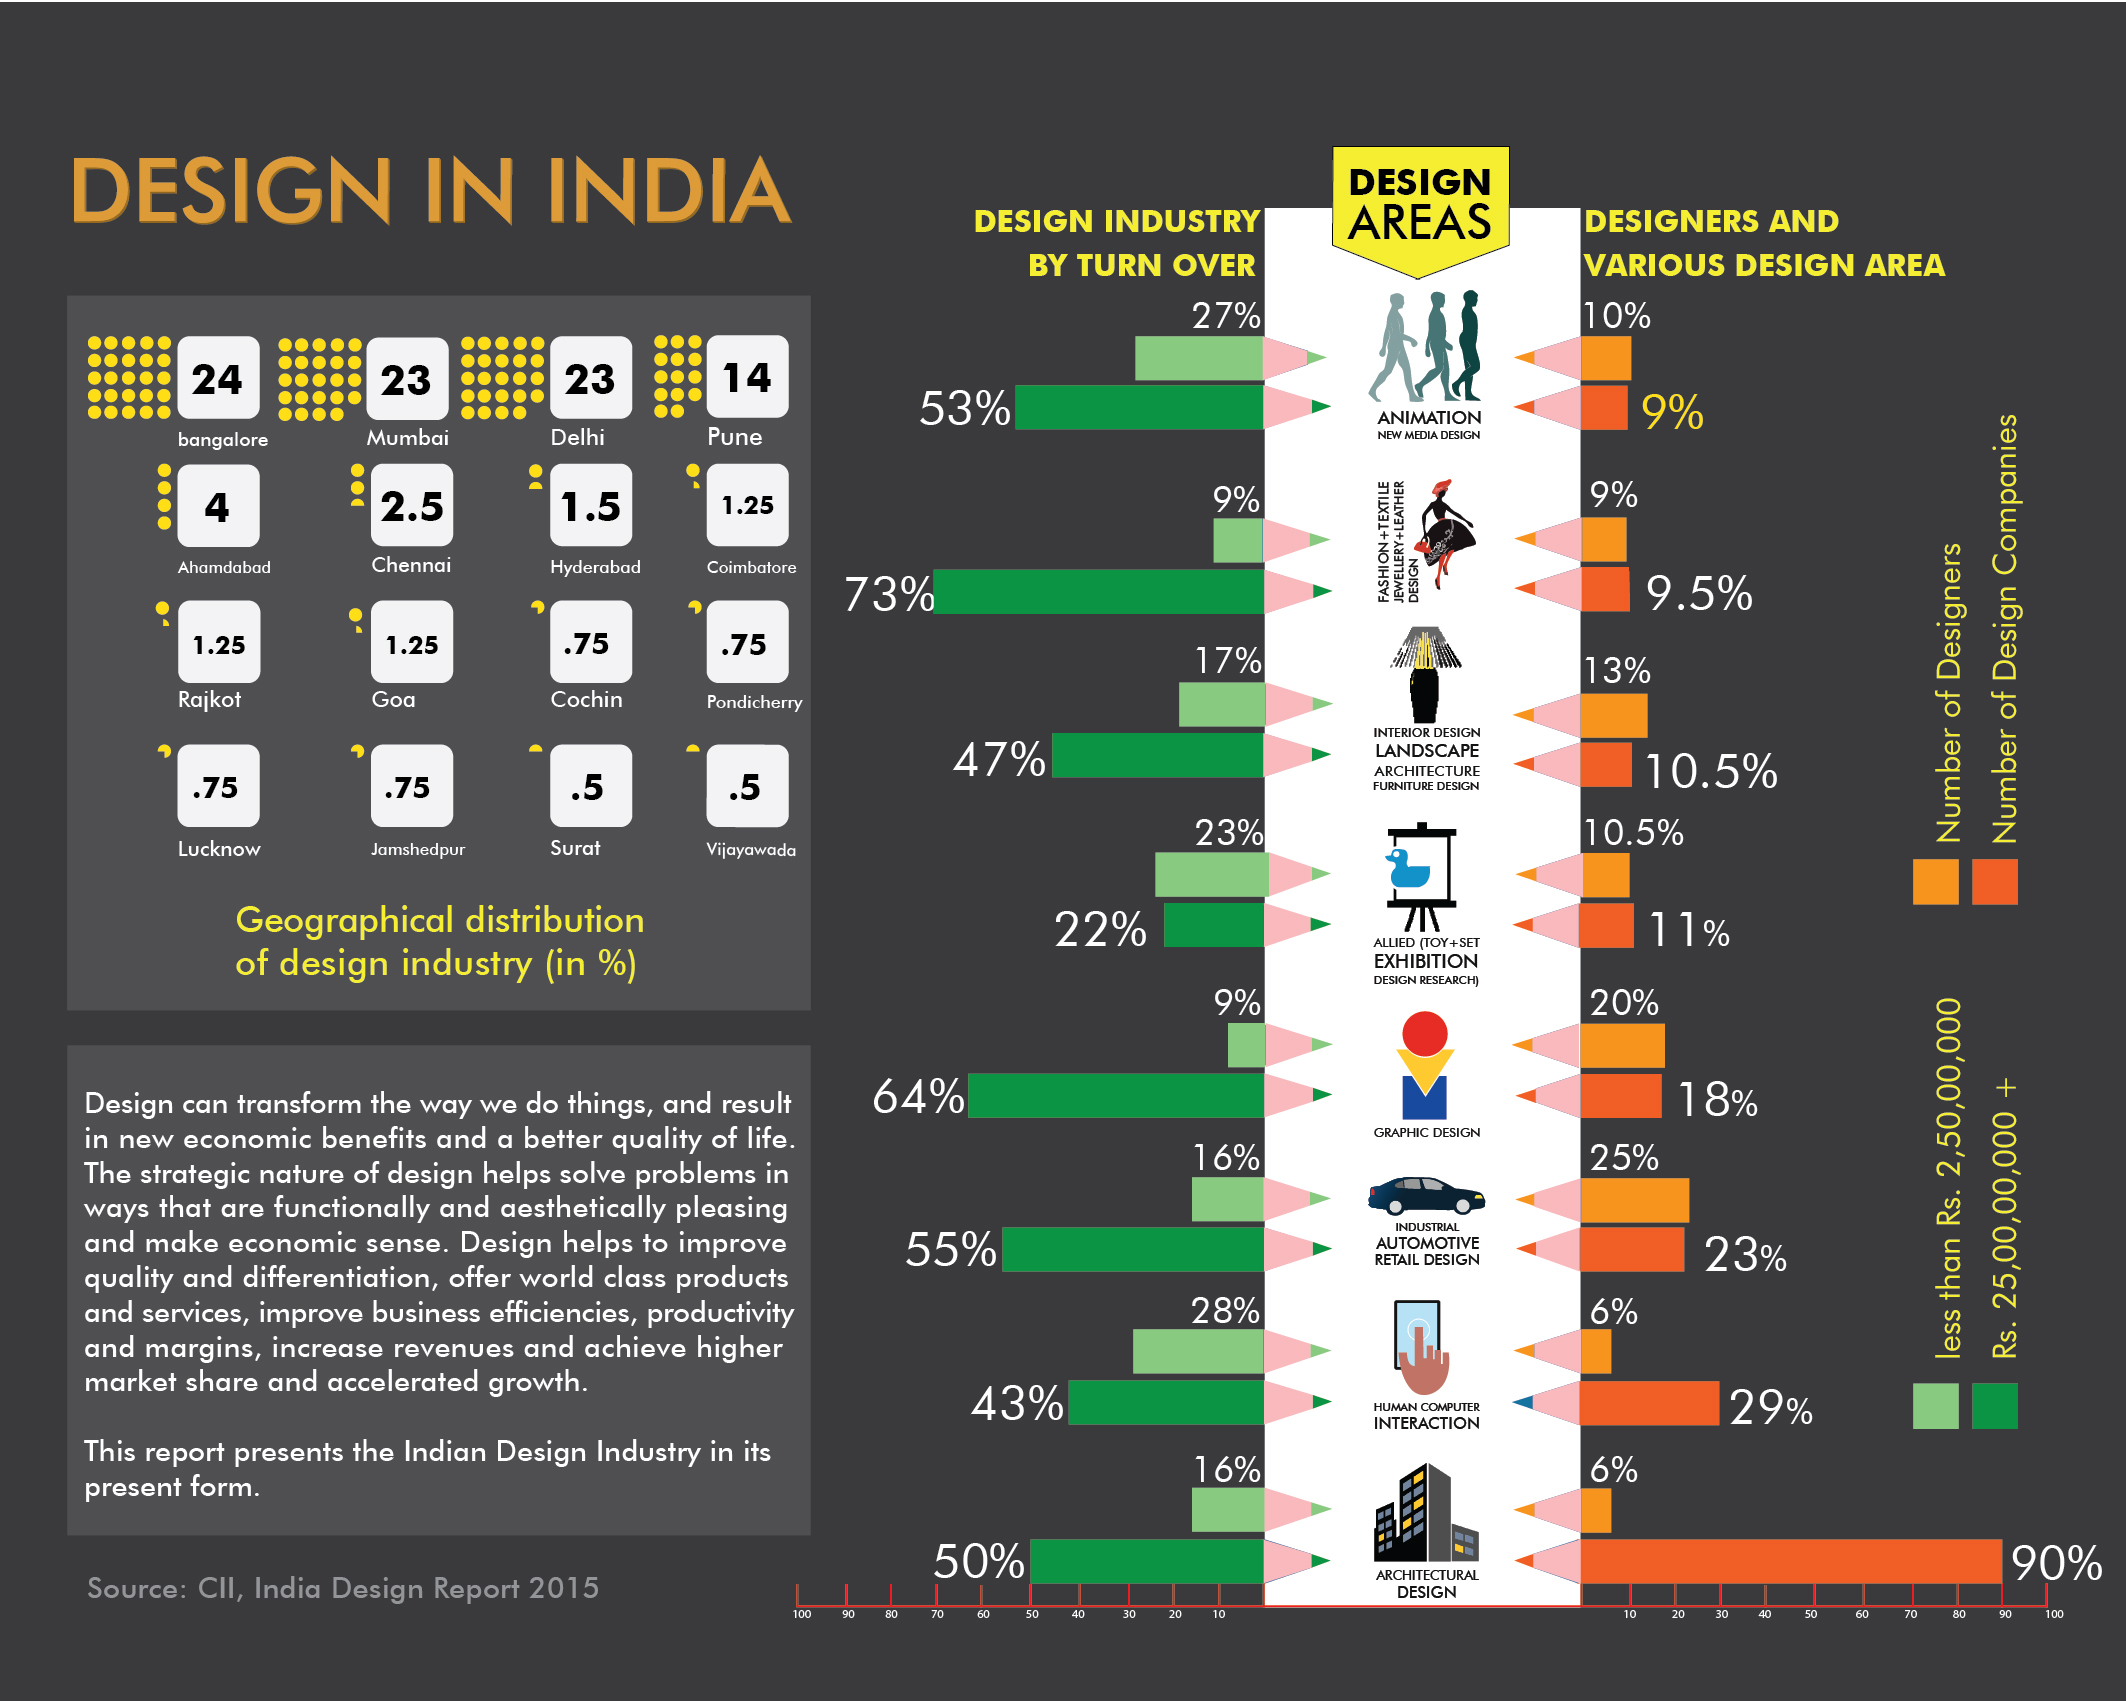 DESIGN IN INDIA
24
23
23
14
bangalore
Mumbai
Delhi
Pune
4
2.5
1.5
1.25
Ahamdabad
Chennai
Hyderabad
Coimbatore
1.25
1.25
.75
.75
Rajkot
Goa
Cochin
Pondicherry
.75
.75
.5
.5
Lucknow
Jamshedpur
Surat
Vijayawada
Geographical distribution
of design industry (in %)
Design can transform the way we do things, and result
in new economic benefits and a better quality of life.
The strategic nature of design helps solve problems in
ways that are functionally and aesthetically pleasing
and make economic sense. Design helps to improve
quality and differentiation, offer world class products
and services, improve business efficiencies, productivity
and margins, increase revenues and achieve higher
market share and accelerated growth.
This report presents the Indian Design Industry in its
present form.
Source: CII, India Design Report 2015
DESIGN INDUSTRY
BY TURN OVER
DESIGN
AREAS
DESIGNERS AND
VARIOUS DESIGN AREA
27%
10%
53%
9%
ANIMATION
NEW MEDIA DESIGN
9%
9%
73%
9.5%
FASHION+TEXTILE
JEWELLERY+LEATHER
DESIGN
17%
13%
47%
10.5%
INTERIOR DESIGN
LANDSCAPE
ARCHITECTURE
FURNITURE DESIGN
23%
10.5%
22%
11%
ALLIED (TOY+SET
EXHIBITION
DESIGN RESEARCH)
9%
20%
64%
18%
GRAPHIC DESIGN
16%
25%
55%
23%
INDUSTRIAL
AUTOMOTIVE
RETAIL DESIGN
28%
6%
43%
29%
HUMAN COMPUTER
INTERACTION
16%
6%
50%
90%
ARCHITECTURAL
DESIGN
100 90 80 70 60 50 40 30 20 10
10 20 30 40 50 60 70 80 90 100
Number of Designers
Number of Design Companies
less than Rs. 2,50,00,000
Rs. 25,00,00,000 +